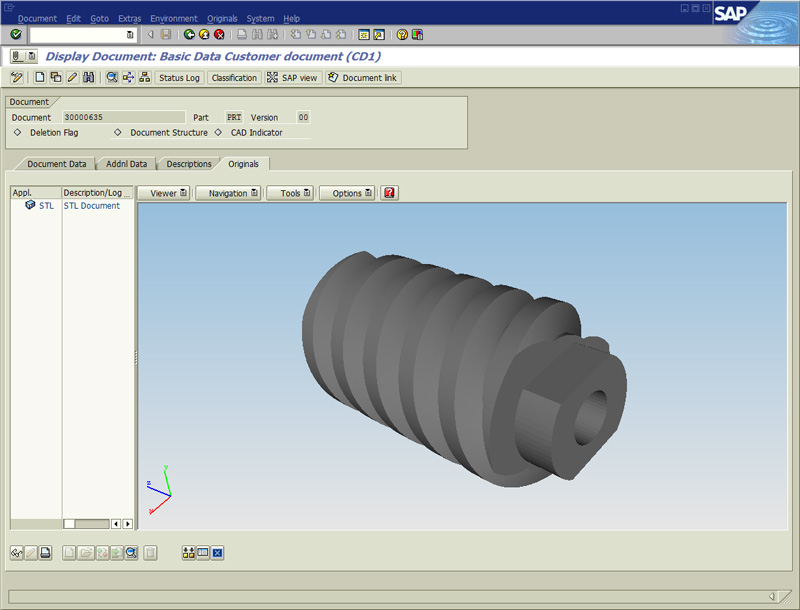 Document Edit Goto Extras Environment Originals System Help
SAP
Display Document: Basic Data Customer document (CD1)
Status Log Classification SAP view Document link
Document
Document 30000635 Part PRT Version 00
Deletion Flag Document Structure CAD Indicator
Document Data Addnl Data Descriptions Originals
Appl. Description/Log ... Viewer Navigation Tools Options
STL STL Document